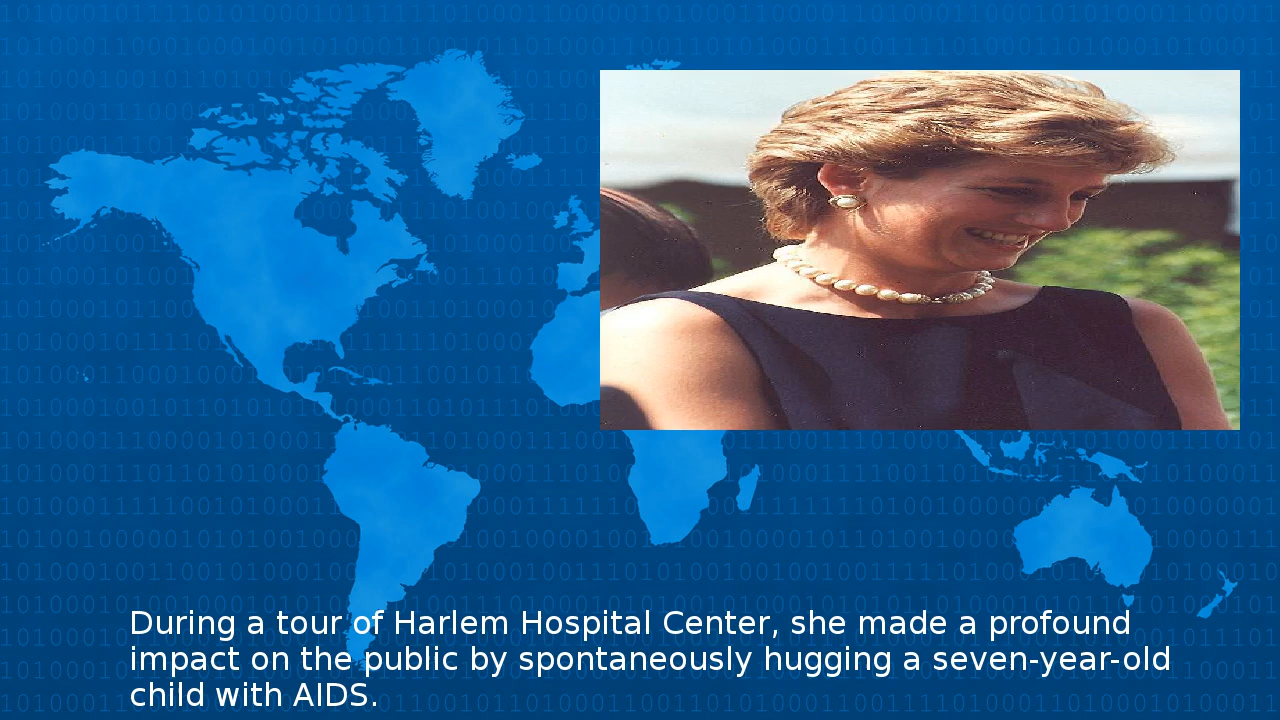 During a tour of Harlem Hospital Center, she made a profound
impact on the public by spontaneously hugging a seven-year-old
child with AIDS.